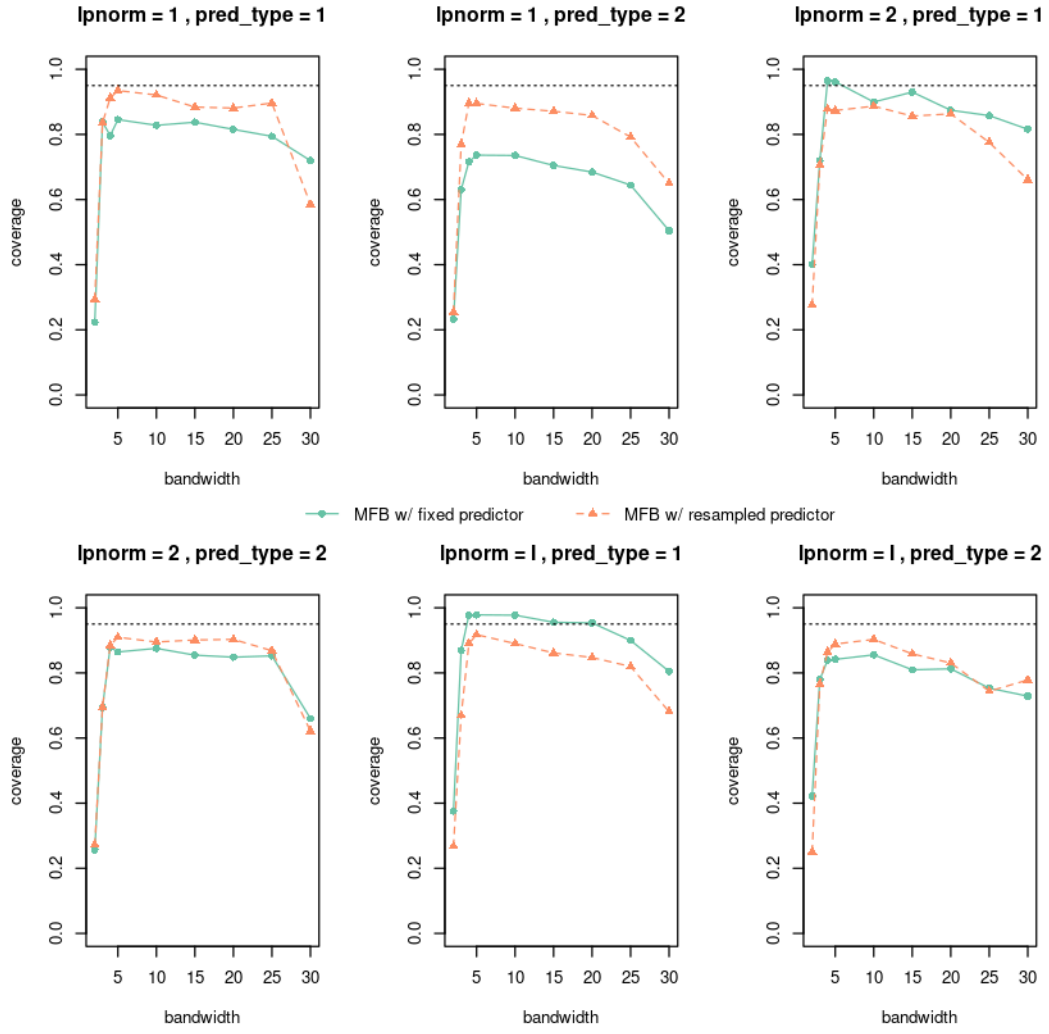 lpnorm = 1 , pred_type = 1
lpnorm = 1 , pred_type = 2
lpnorm = 2 , pred_type = 1
coverage
0.0 0.2 0.4 0.6 0.8 1.0
5 10 15 20 25 30
bandwidth
coverage
0.0 0.2 0.4 0.6 0.8 1.0
5 10 15 20 25 30
bandwidth
coverage
0.0 0.2 0.4 0.6 0.8 1.0
5 10 15 20 25 30
bandwidth
MFB w/ fixed predictor
MFB w/ resampled predictor
lpnorm = 2 , pred_type = 2
lpnorm = I , pred_type = 1
lpnorm = I , pred_type = 2
coverage
0.0 0.2 0.4 0.6 0.8 1.0
5 10 15 20 25 30
bandwidth
coverage
0.0 0.2 0.4 0.6 0.8 1.0
5 10 15 20 25 30
bandwidth
coverage
0.0 0.2 0.4 0.6 0.8 1.0
5 10 15 20 25 30
bandwidth